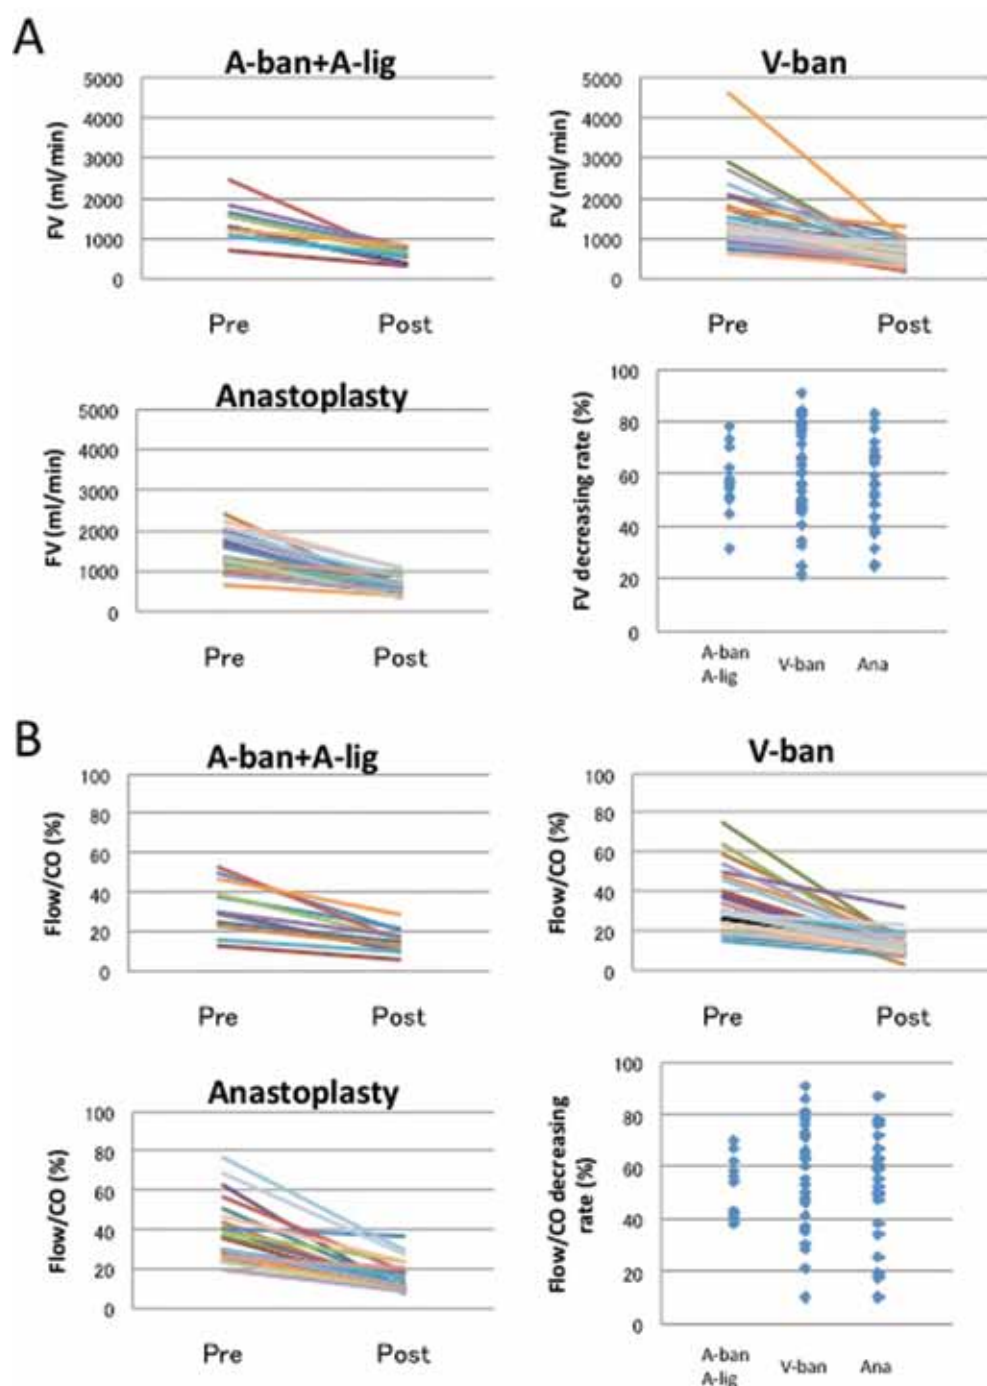 A
A-ban+A-lig
FV (ml/min)
5000
4000
3000
2000
1000
0
Pre Post
V-ban
FV (ml/min)
5000
4000
3000
2000
1000
0
Pre Post
Anastoplasty
FV (ml/min)
5000
4000
3000
2000
1000
0
Pre Post
FV decreasing rate (%)
100
80
60
40
20
0
A-ban
A-lig
V-ban
Ana
B
A-ban+A-lig
Flow/CO (%)
100
80
60
40
20
0
Pre Post
V-ban
Flow/CO (%)
100
80
60
40
20
0
Pre Post
Anastoplasty
Flow/CO (%)
100
80
60
40
20
0
Pre Post
Flow/CO decreasing
rate (%)
100
80
60
40
20
0
A-ban
A-lig
V-ban
Ana